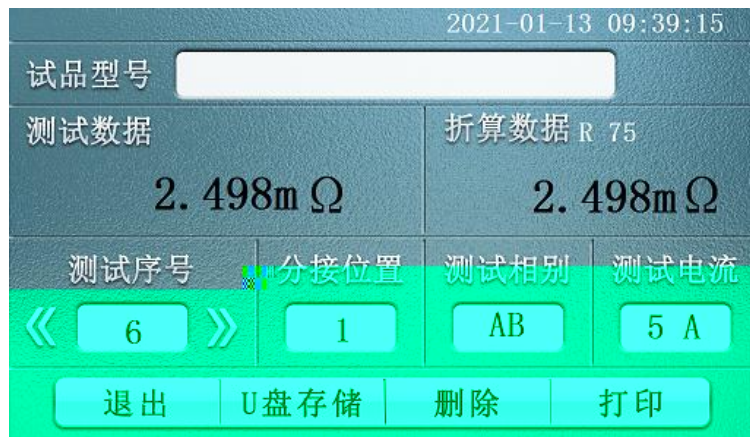 2021-01-13 09:39:15
试品型号
测试数据 折算数据 R 75
2.498mΩ 2.498mΩ
测试序号 分接位置 测试相别 测试电流
《 6 》 1 AB 5 A
退出 U盘存储 删除 打印